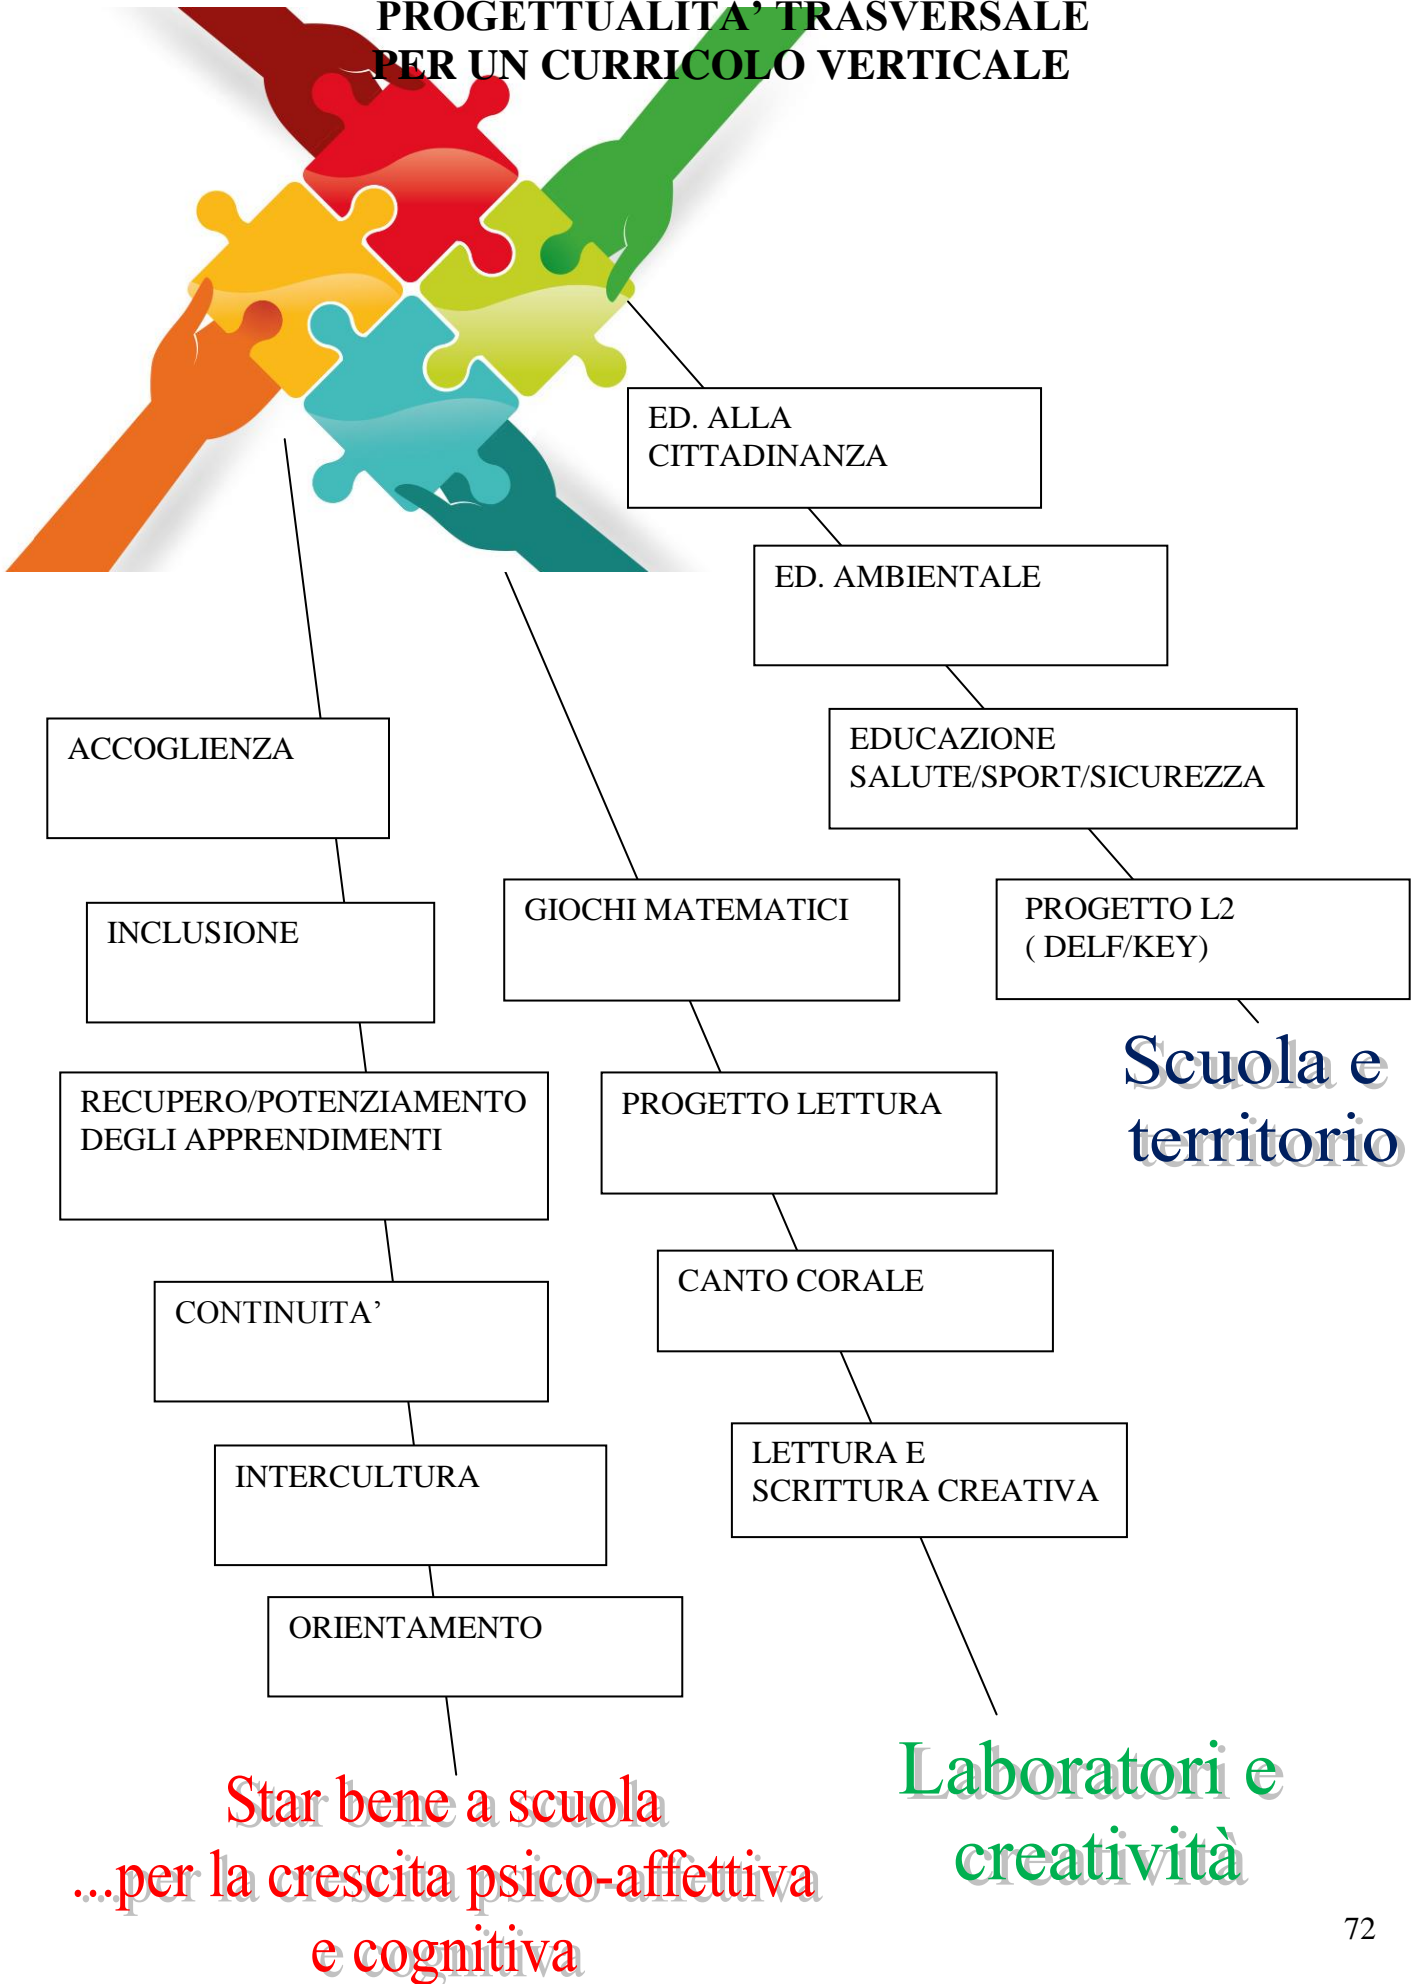 PROGETTUALITA’ TRASVERSALE
PER UN CURRICOLO VERTICALE
ED. ALLA
CITTADINANZA
ED. AMBIENTALE
EDUCAZIONE
SALUTE/SPORT/SICUREZZA
PROGETTO L2
( DELF/KEY)
Scuola e
territorio
ACCOGLIENZA
INCLUSIONE
RECUPERO/POTENZIAMENTO
DEGLI APPRENDIMENTI
CONTINUITA’
INTERCULTURA
ORIENTAMENTO
Star bene a scuola
...per la crescita psico-affettiva
e cognitiva
GIOCHI MATEMATICI
PROGETTO LETTURA
CANTO CORALE
LETTURA E
SCRITTURA CREATIVA
Laboratori e
creatività
72